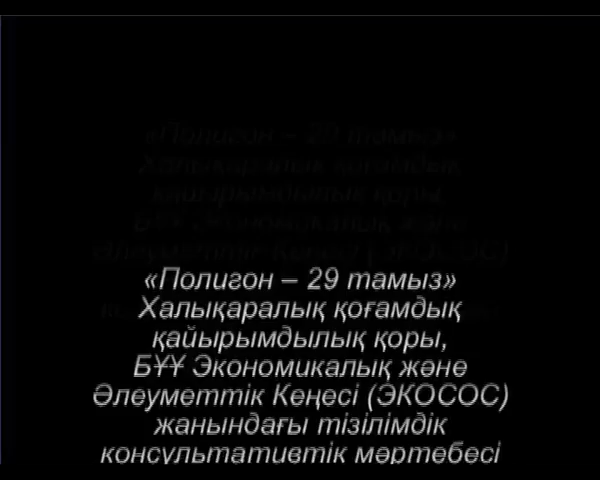 «Полигон – 29 тамыз»
Халықаралық қоғамдық
қайырымдылық қоры,
БҰҰ Экономикалық және
Әлеуметтік Кеңесі (ЭКОСОС)
жанындағы тізілімдік
консультативтік мәртебесі